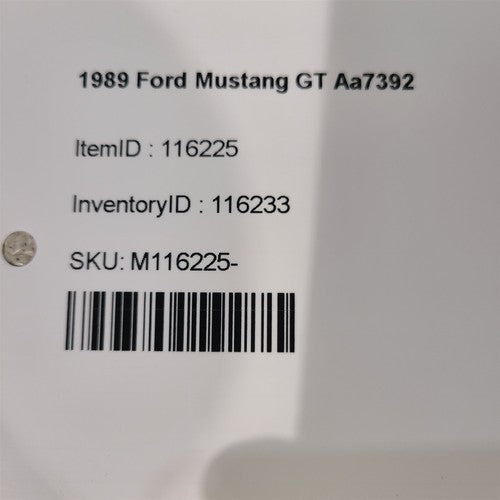 1989 Ford Mustang GT Aa7392
ItemID : 116225
InventoryID : 116233
SKU: M116225-